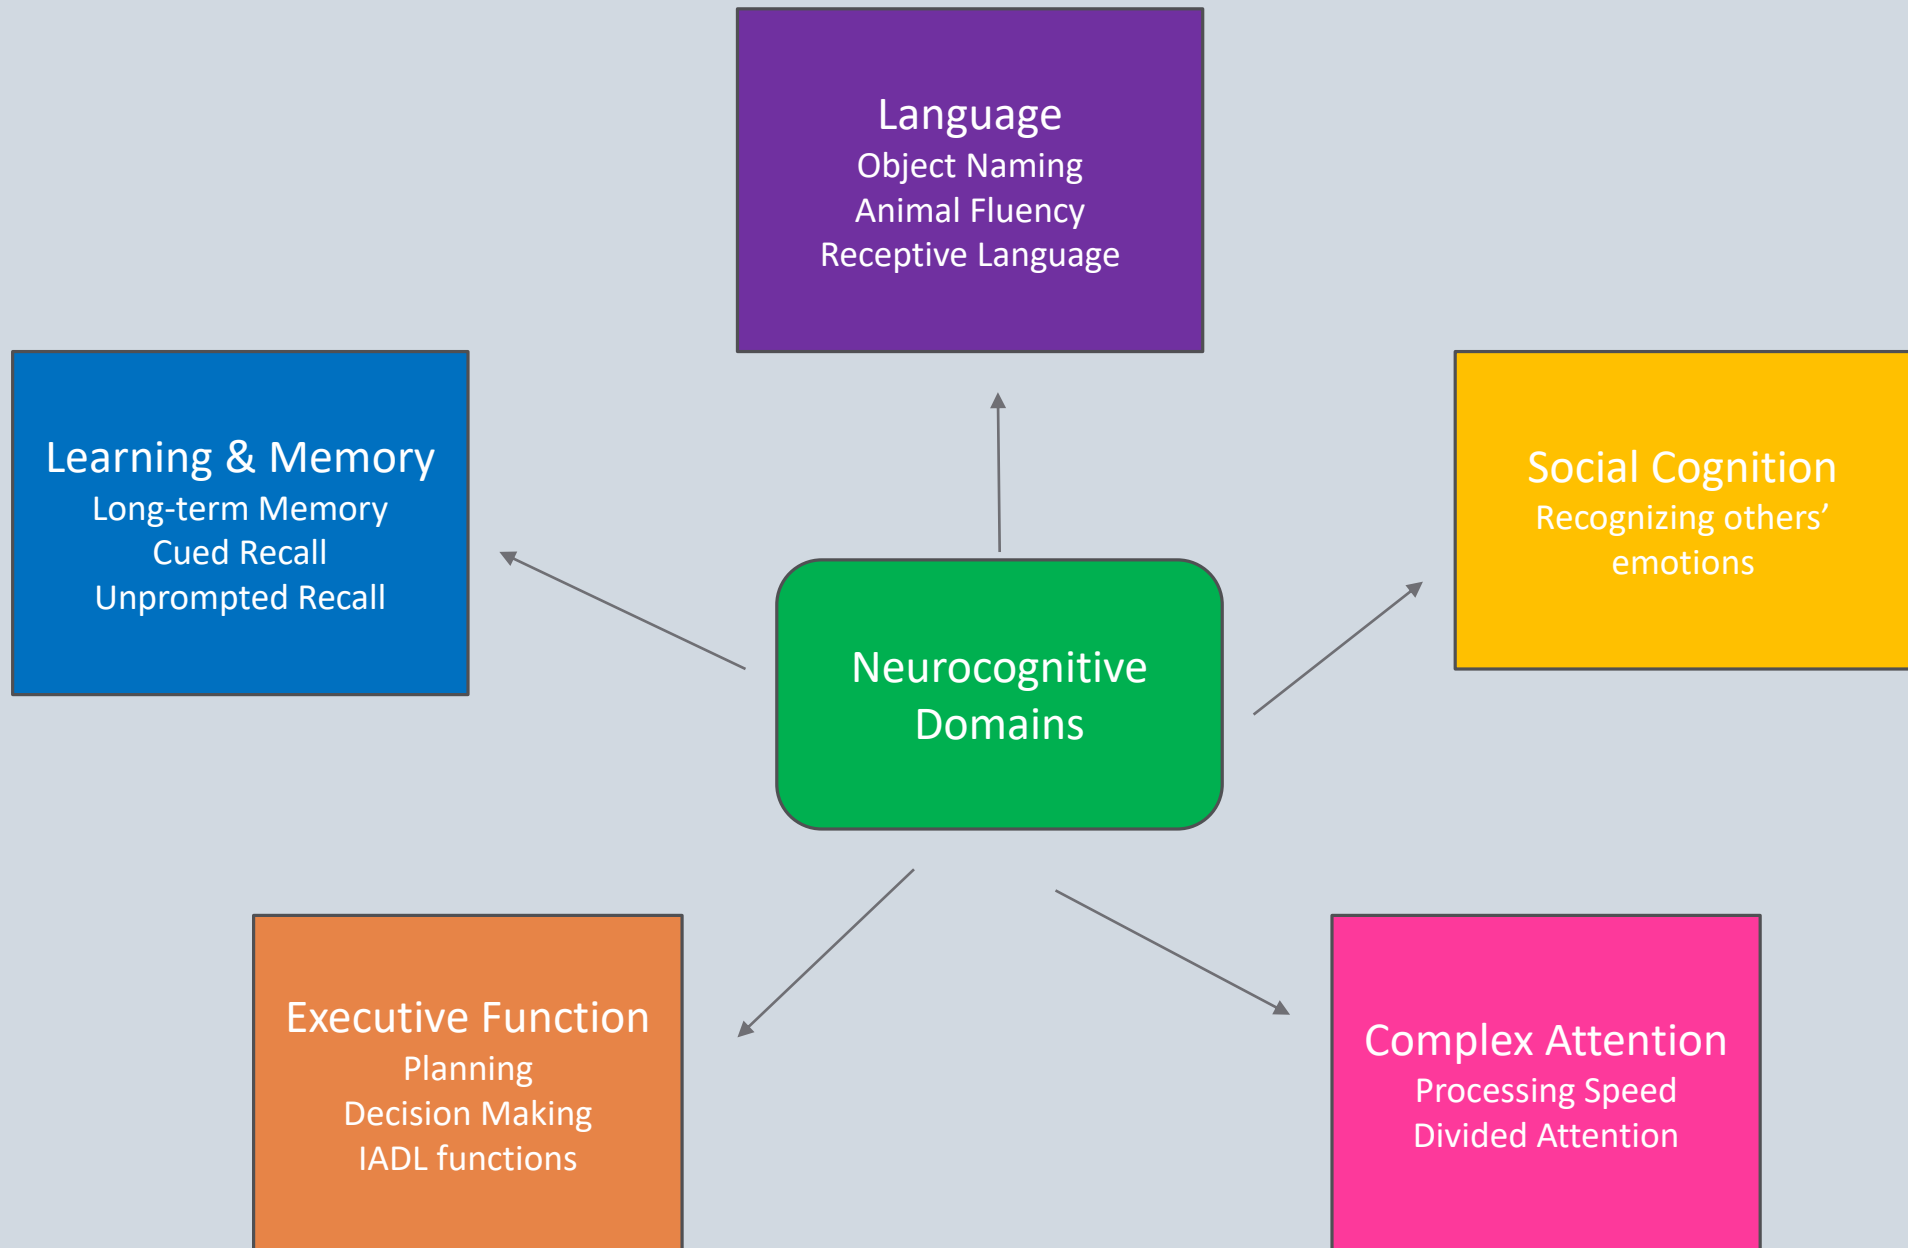 Language
Object Naming
Animal Fluency
Receptive Language
Learning & Memory
Long-term Memory
Cued Recall
Unprompted Recall
Social Cognition
Recognizing others’
emotions
Neurocognitive
Domains
Executive Function
Planning
Decision Making
IADL functions
Complex Attention
Processing Speed
Divided Attention